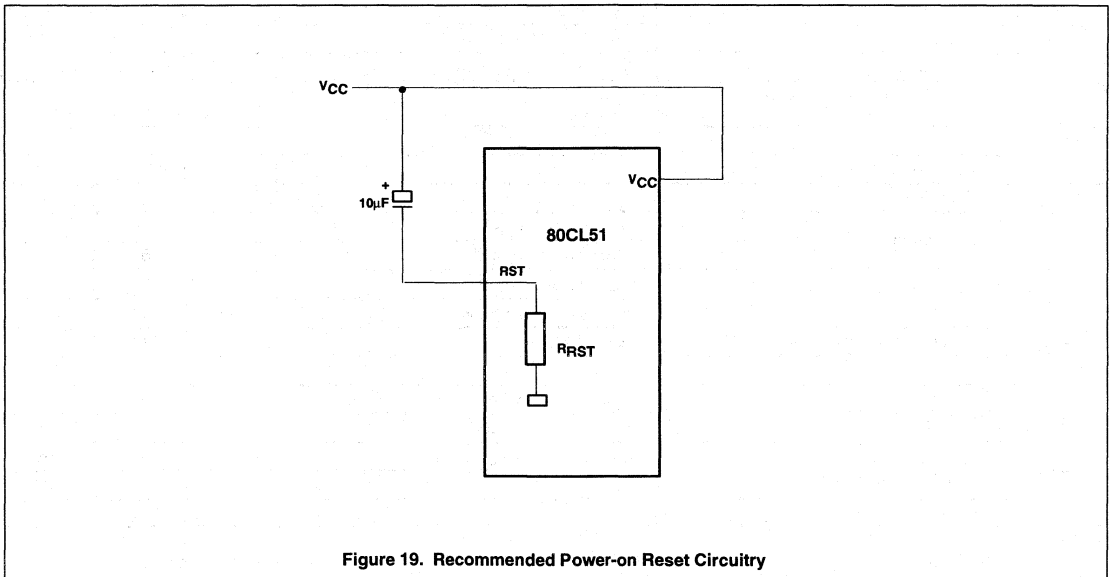 VCC
VCC
+
10μF
80CL51
RST
RRST
Figure 19. Recommended Power-on Reset Circuitry